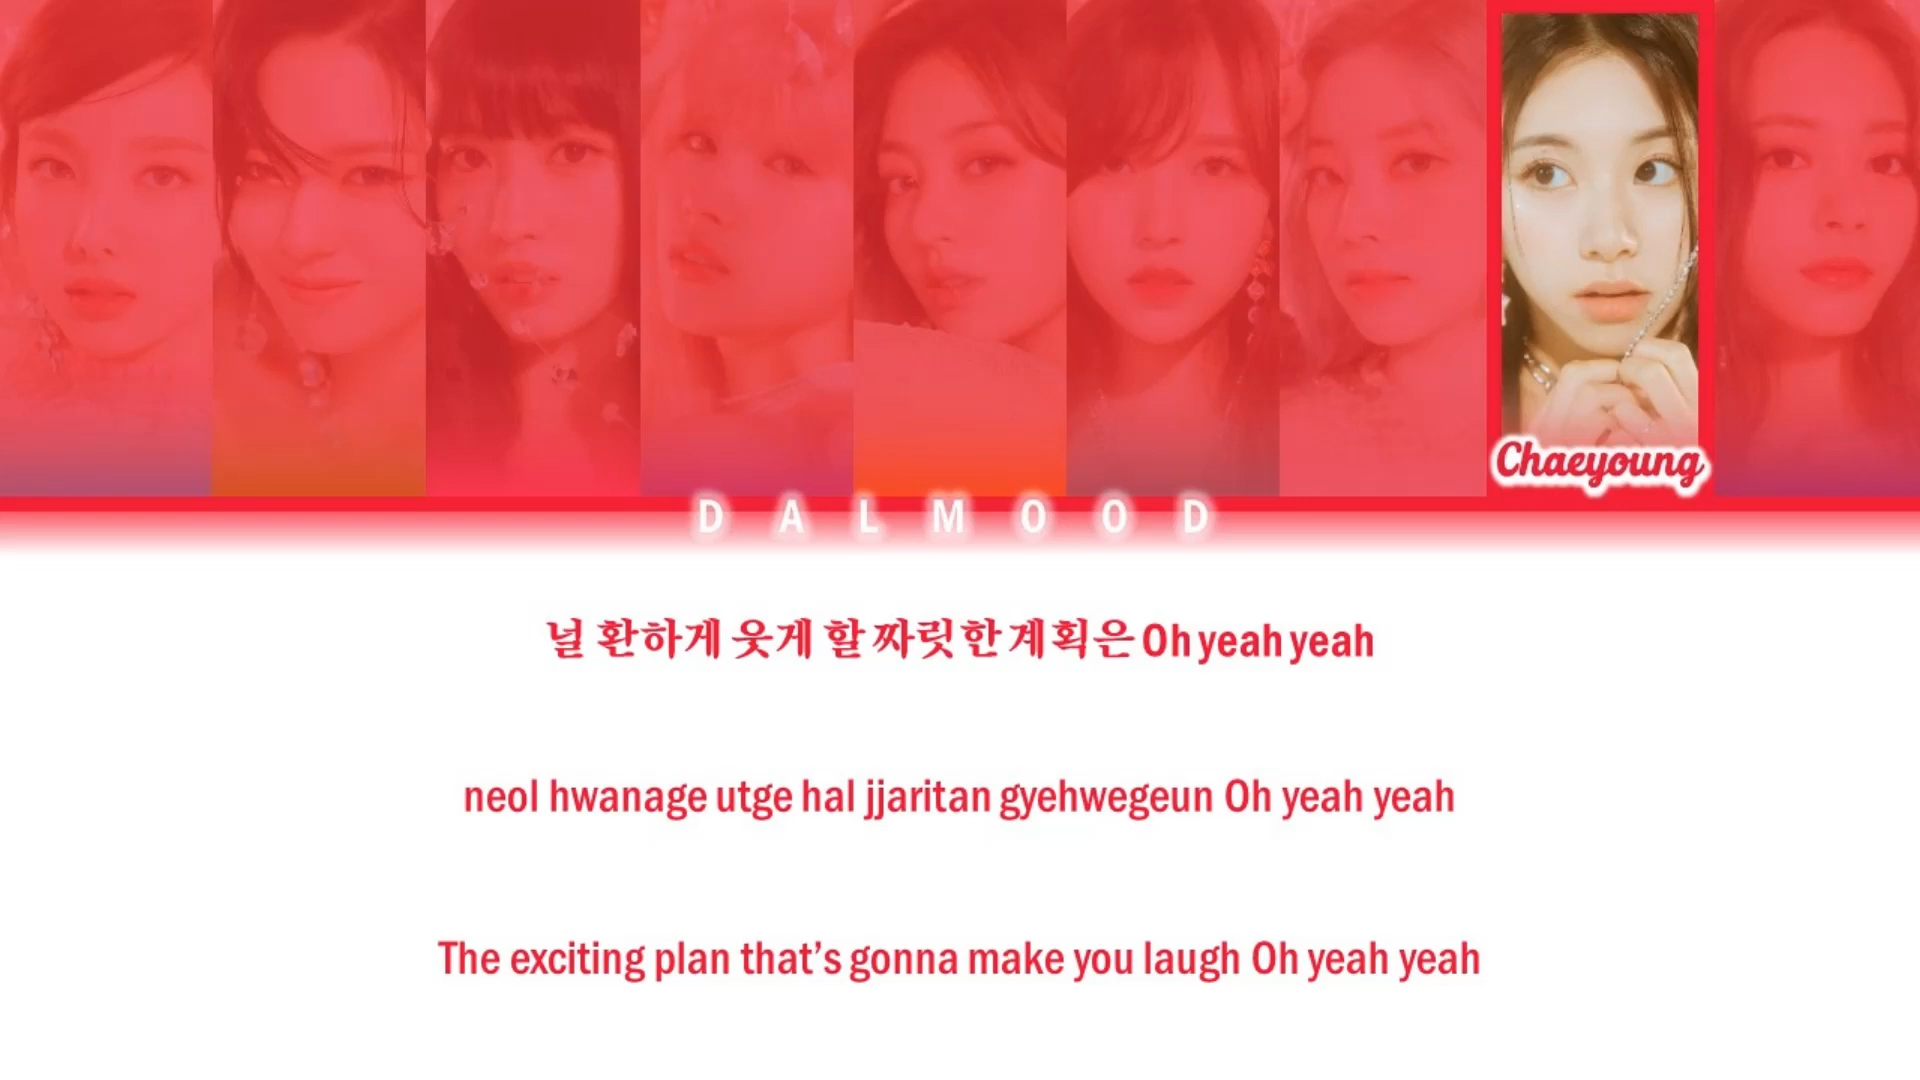 Chaeyoung
DALMOOD
널 환하게 웃게 할 짜릿한 계획은 Oh yeah yeah
neol hwanage utge hal jjaritan gyehwegeun Oh yeah yeah
The exciting plan that's gonna make you laugh Oh yeah yeah